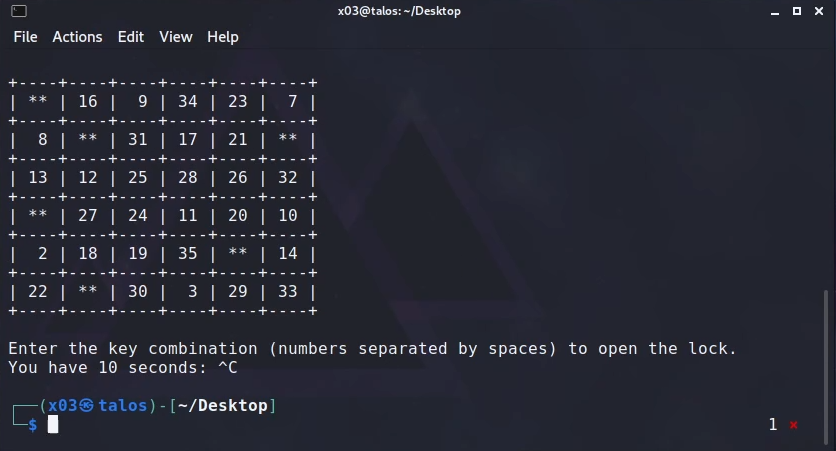 x03@talos: ~/Desktop
File Actions Edit View Help
+----+----+----+----+----+----+
| ** | 16 |  9 | 34 | 23 |  7 |
+----+----+----+----+----+----+
|  8 | ** | 31 | 17 | 21 | ** |
+----+----+----+----+----+----+
| 13 | 12 | 25 | 28 | 26 | 32 |
+----+----+----+----+----+----+
| ** | 27 | 24 | 11 | 20 | 10 |
+----+----+----+----+----+----+
|  2 | 18 | 19 | 35 | ** | 14 |
+----+----+----+----+----+----+
| 22 | ** | 30 |  3 | 29 | 33 |
+----+----+----+----+----+----+
Enter the key combination (numbers separated by spaces) to open the lock.
You have 10 seconds: ^C
┌──(x03㉿talos)-[~/Desktop]
└─$ 1 ⨯